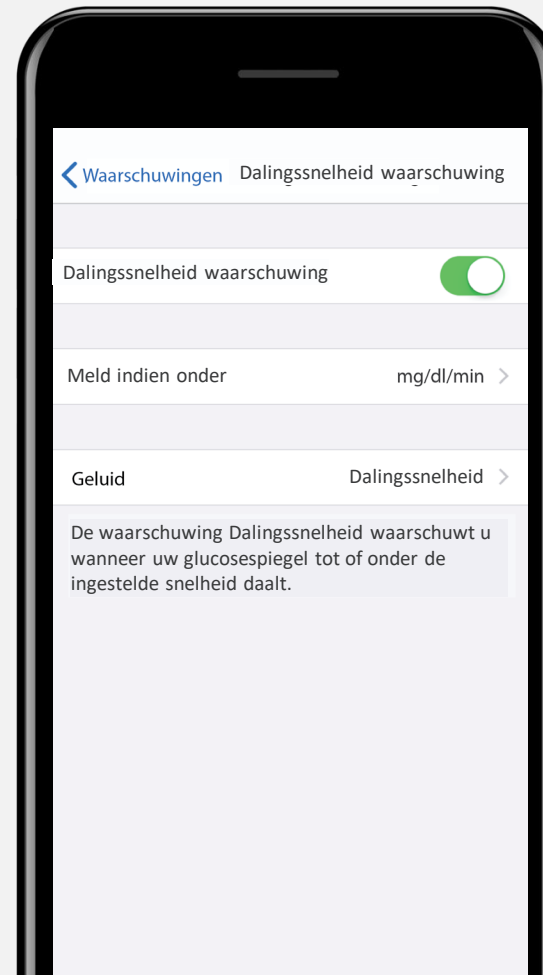 Waarschuwingen Dalingssnelheid waarschuwing
Dalingssnelheid waarschuwing
Meld indien onder mg/dl/min
Geluid Dalingssnelheid
De waarschuwing Dalingssnelheid waarschuwt u
wanneer uw glucosespiegel tot of onder de
ingestelde snelheid daalt.